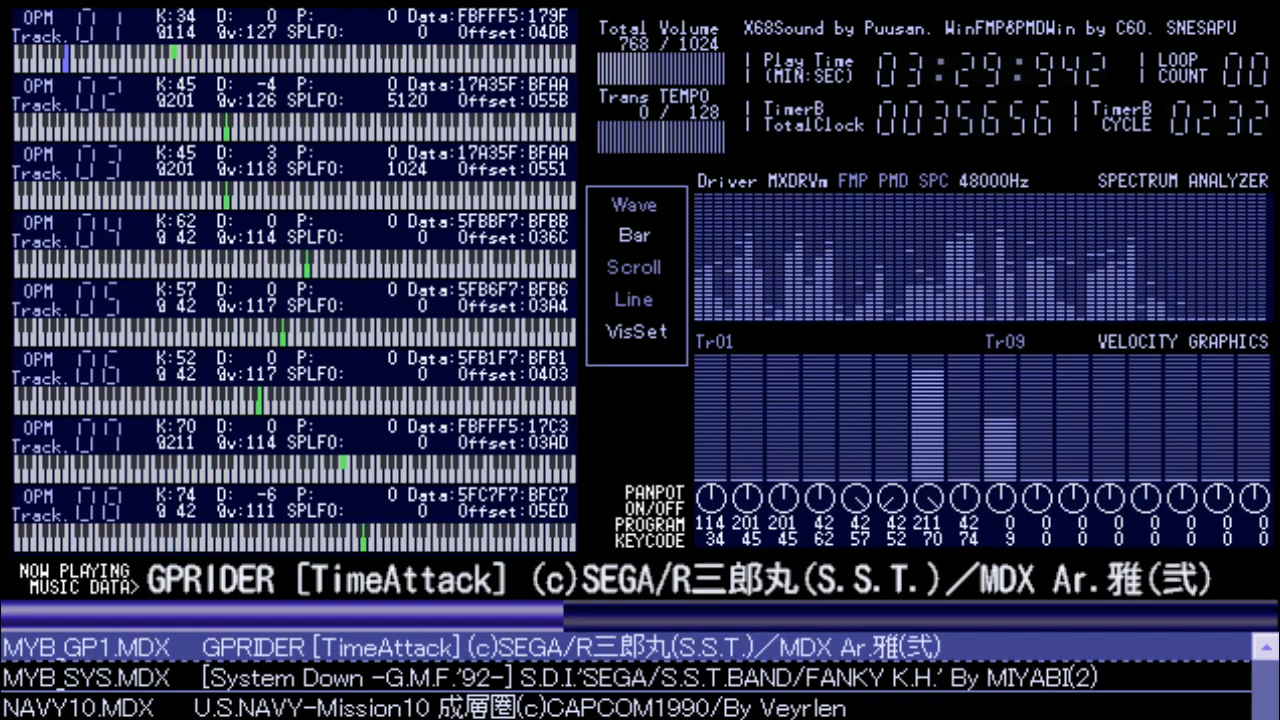 OPM K:34 D: 0 P: 0 Data:FBFFF5:179F
Track. 01 @114 @v:127 SPLFO: 0 Offset:04DB
OPM K:45 D: -4 P: 0 Data:17A35F:BFAA
Track. 02 @201 @v:126 SPLFO: 5120 Offset:055B
OPM K:45 D: 3 P: 0 Data:17A35F:BFAA
Track. 03 @201 @v:118 SPLFO: 1024 Offset:0551
OPM K:62 D: 0 P: 0 Data:5FBBF7:BFBB
Track. 04 @ 42 @v:114 SPLFO: 0 Offset:036C
OPM K:57 D: 0 P: 0 Data:5FB6F7:BFB6
Track. 05 @ 42 @v:117 SPLFO: 0 Offset:03A4
OPM K:52 D: 0 P: 0 Data:5FB1F7:BFB1
Track. 06 @ 42 @v:117 SPLFO: 0 Offset:0403
OPM K:70 D: 0 P: 0 Data:FBFFF5:17C3
Track. 07 @211 @v:114 SPLFO: 0 Offset:03AD
OPM K:74 D: -6 P: 0 Data:5FC7F7:BFC7
Track. 08 @ 42 @v:111 SPLFO: 0 Offset:05ED
Total Volume
768 / 1024
Trans TEMPO
0 / 128
X68Sound by Puusan. WinFMP&PMDWin by C60. SNESAPU
Play Time
(MIN:SEC) 03:29:942
LOOP
COUNT 00
TimerB
TotalClock 0035656
TimerB
CYCLE 0232
Wave
Bar
Scroll
Line
VisSet
Driver MXDRVm FMP PMD SPC 48000Hz SPECTRUM ANALYZER
Tr01 Tr09 VELOCITY GRAPHICS
PANPOT
ON/OFF
PROGRAM 114 201 201 42 42 42 211 42 0 0 0 0 0 0 0 0
KEYCODE 34 45 45 62 57 52 70 74 9 0 0 0 0 0 0 0
NOW PLAYING
MUSIC DATA> GPRIDER [TimeAttack] (c)SEGA/R三郎丸(S.S.T.)／MDX Ar.雅(弐)
MYB_GP1.MDX GPRIDER [TimeAttack] (c)SEGA/R三郎丸(S.S.T.)／MDX Ar.雅(弐)
MYB_SYS.MDX [System Down -G.M.F.'92-] S.D.I.'SEGA/S.S.T.BAND/FANKY K.H.' By MIYABI(2)
NAVY10.MDX U.S.NAVY-Mission10 成層圏(c)CAPCOM1990/By Veyrlen